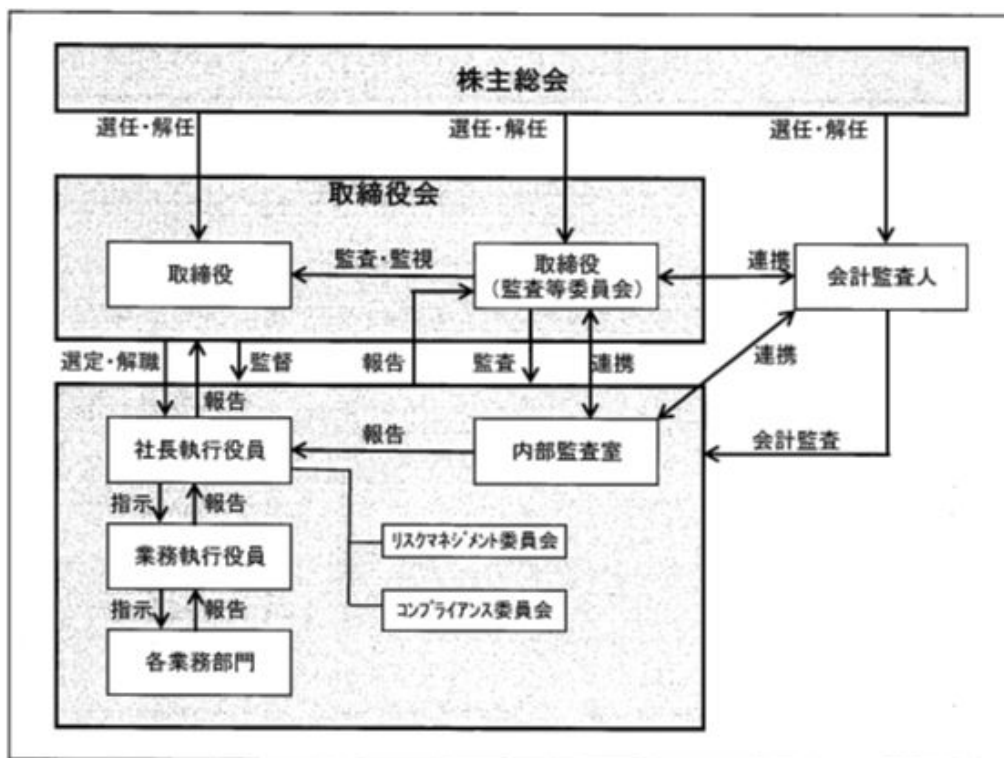 株主総会
選任・解任
選任・解任
選任・解任
取締役会
取締役
監査・監視
取締役
(監査等委員会)
連携
会計監査人
選定・解職
監督
報告
監査
連携
連携
報告
社長執行役員
報告
内部監査室
会計監査
指示
報告
業務執行役員
ﾘｽｸﾏﾈｼﾞﾒﾝﾄ委員会
指示
報告
ｺﾝﾌﾟﾗｲｱﾝｽ委員会
各業務部門